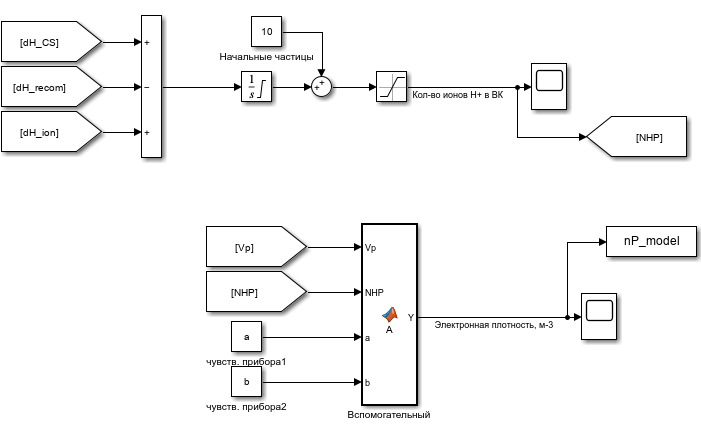 [dH_CS]
+
10
Начальные частицы
[dH_recom]
−
1
s
+
+
Кол-во ионов Н+ в ВК
[dH_ion]
+
[NHP]
[Vp]
Vp
nP_model
[NHP]
NHP
A
Y
Электронная плотность, м-3
a
a
чувств. прибора1
b
b
чувств. прибора2
Вспомогательный